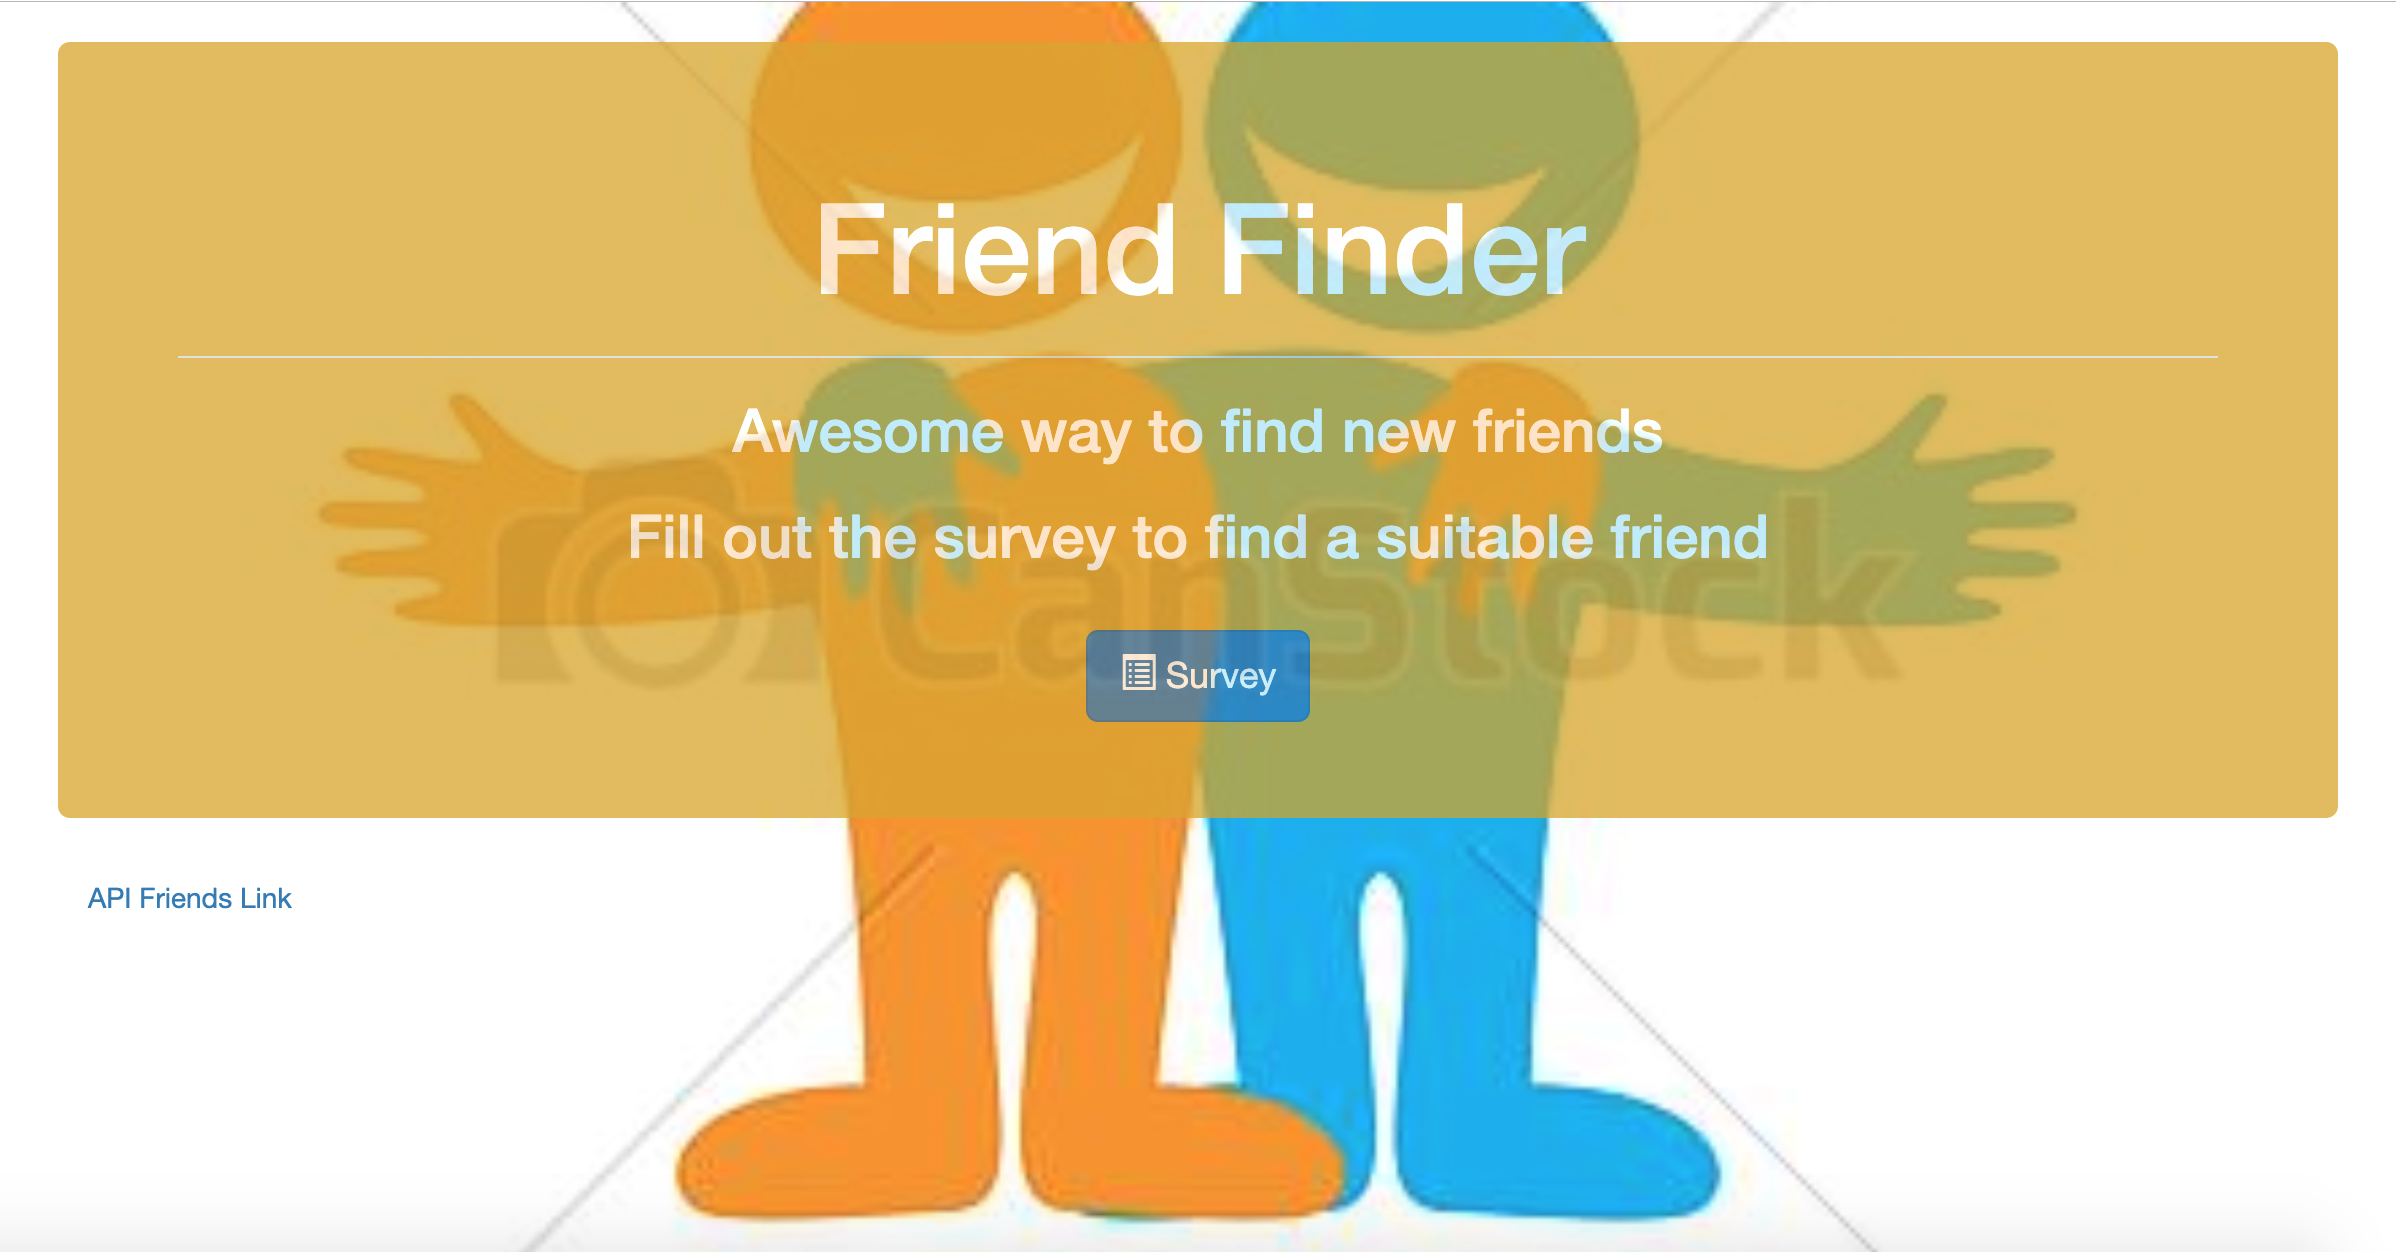 Friend Finder
Awesome way to find new friends
Fill out the survey to find a suitable friend
CanStock
Survey
API Friends Link